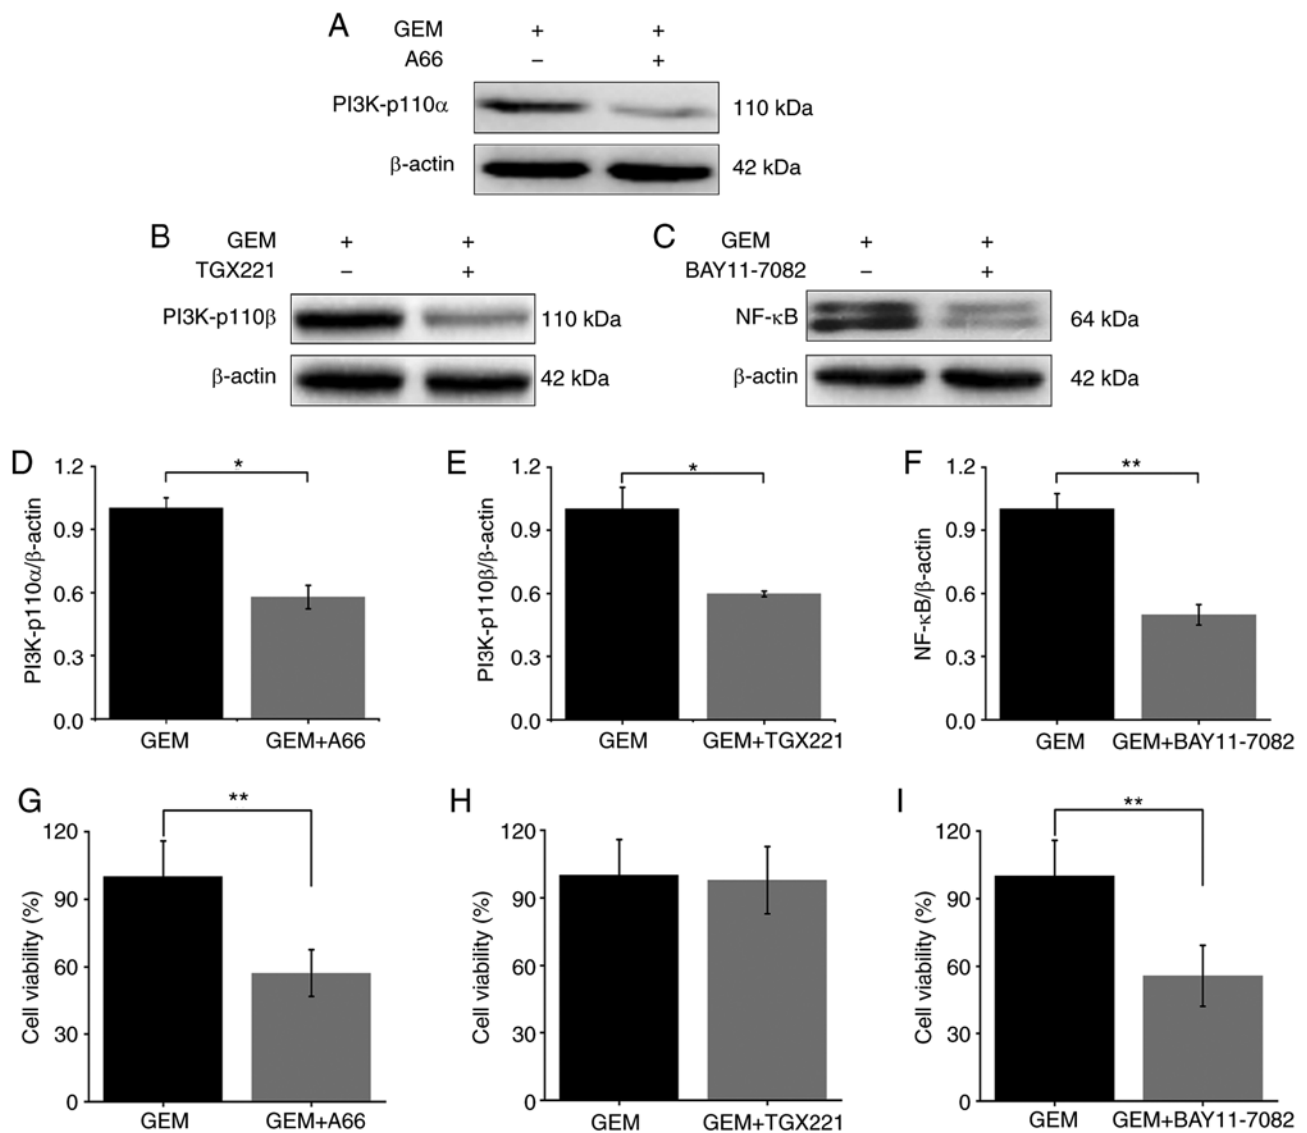 A
GEM + +
A66 – +
PI3K-p110α 110 kDa
β-actin 42 kDa
B
GEM + +
TGX221 – +
PI3K-p110β 110 kDa
β-actin 42 kDa
C
GEM + +
BAY11-7082 – +
NF-κB 64 kDa
β-actin 42 kDa
D
PI3K-p110α/β-actin
1.2
0.9
0.6
0.3
0.0
*
GEM GEM+A66
E
PI3K-p110β/β-actin
1.2
0.9
0.6
0.3
0.0
*
GEM GEM+TGX221
F
NF-κB/β-actin
1.2
0.9
0.6
0.3
0.0
**
GEM GEM+BAY11-7082
G
Cell viability (%)
120
90
60
30
0
**
GEM GEM+A66
H
Cell viability (%)
120
90
60
30
0
GEM GEM+TGX221
I
Cell viability (%)
120
90
60
30
0
**
GEM GEM+BAY11-7082